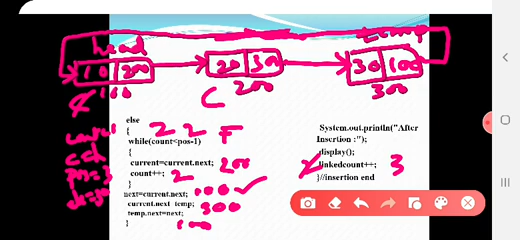 head temp
10 200 20 300 30 100
100 C 200 300
else
{ 2 2 F
while(count<pos-1)
{
current=current.next; 200
count++; 2
}
next=current.next; 100
current.next temp; 300
temp.next=next; 100
}
System.out.println("After
Insertion :");
display();
linkedcount++; 3
}//insertion end